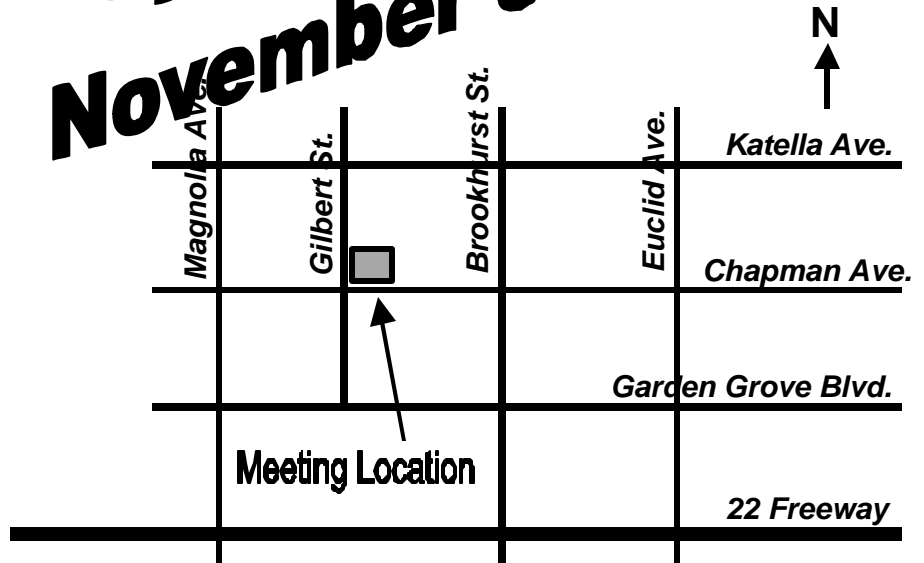 November
N
Magnolia Ave.
Gilbert St.
Brookhurst St.
Euclid Ave.
Katella Ave.
Chapman Ave.
Garden Grove Blvd.
Meeting Location
22 Freeway